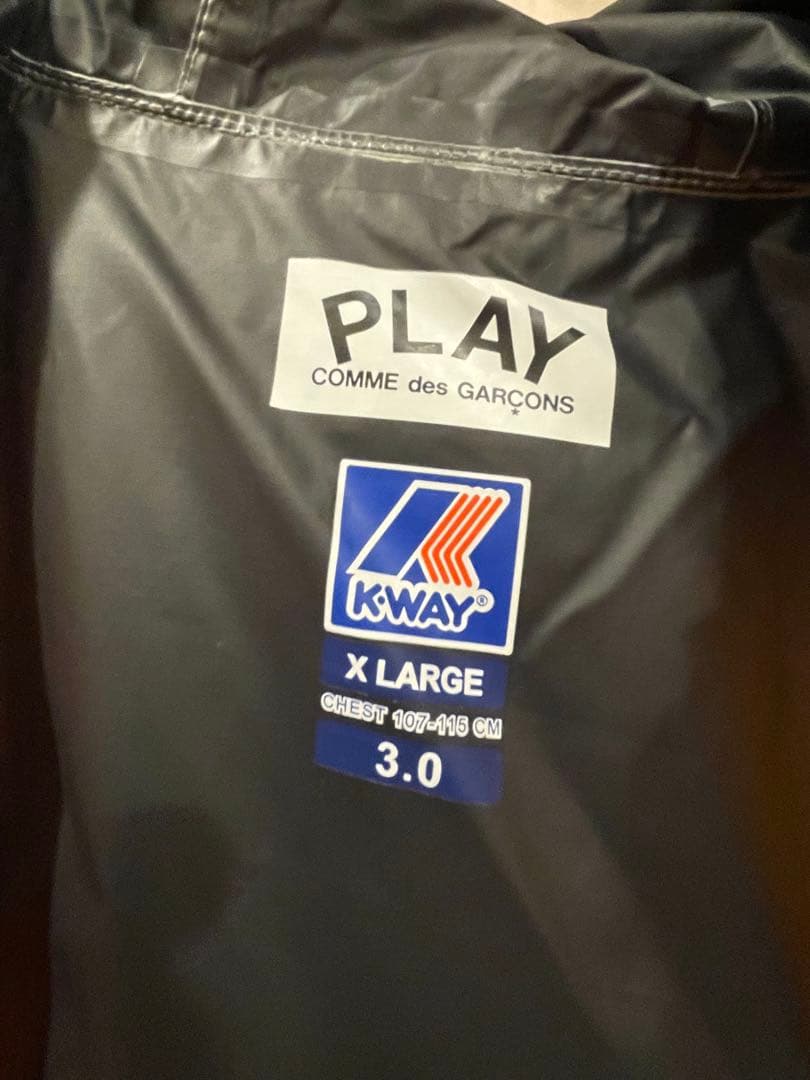 PLAY
COMME des GARÇONS
*
K·WAY®
X LARGE
CHEST 107-115 CM
3.0